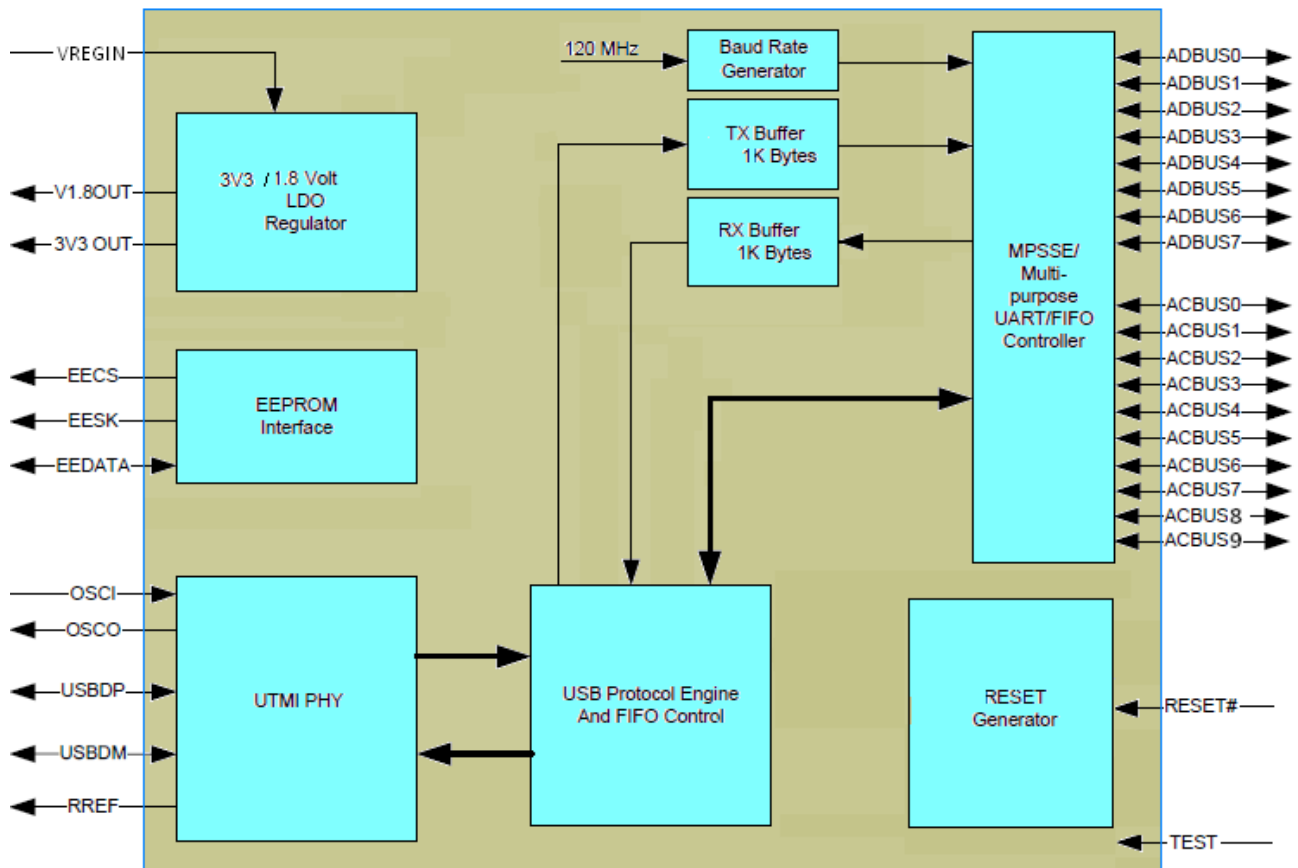 VREGIN
V1.8OUT
3V3 OUT
EECS
EESK
EEDATA
OSCI
OSCO
USBDP
USBDM
RREF
3V3 /1.8 Volt
LDO
Regulator
EEPROM
Interface
UTMI PHY
120 MHz
Baud Rate
Generator
TX Buffer
1K Bytes
RX Buffer
1K Bytes
USB Protocol Engine
And FIFO Control
MPSSE/
Multi-
purpose
UART/FIFO
Controller
RESET
Generator
ADBUS0
ADBUS1
ADBUS2
ADBUS3
ADBUS4
ADBUS5
ADBUS6
ADBUS7
ACBUS0
ACBUS1
ACBUS2
ACBUS3
ACBUS4
ACBUS5
ACBUS6
ACBUS7
ACBUS8
ACBUS9
RESET#
TEST